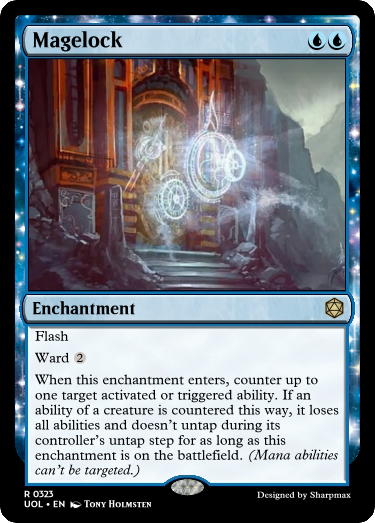 Magelock
Enchantment
Flash
Ward 2
When this enchantment enters, counter up to
one target activated or triggered ability. If an
ability of a creature is countered this way, it loses
all abilities and doesn't untap during its
controller's untap step for as long as this
enchantment is on the battlefield. (Mana abilities
can't be targeted.)
R 0323
UOL • EN TONY HOLMSTEN
Designed by Sharpmax